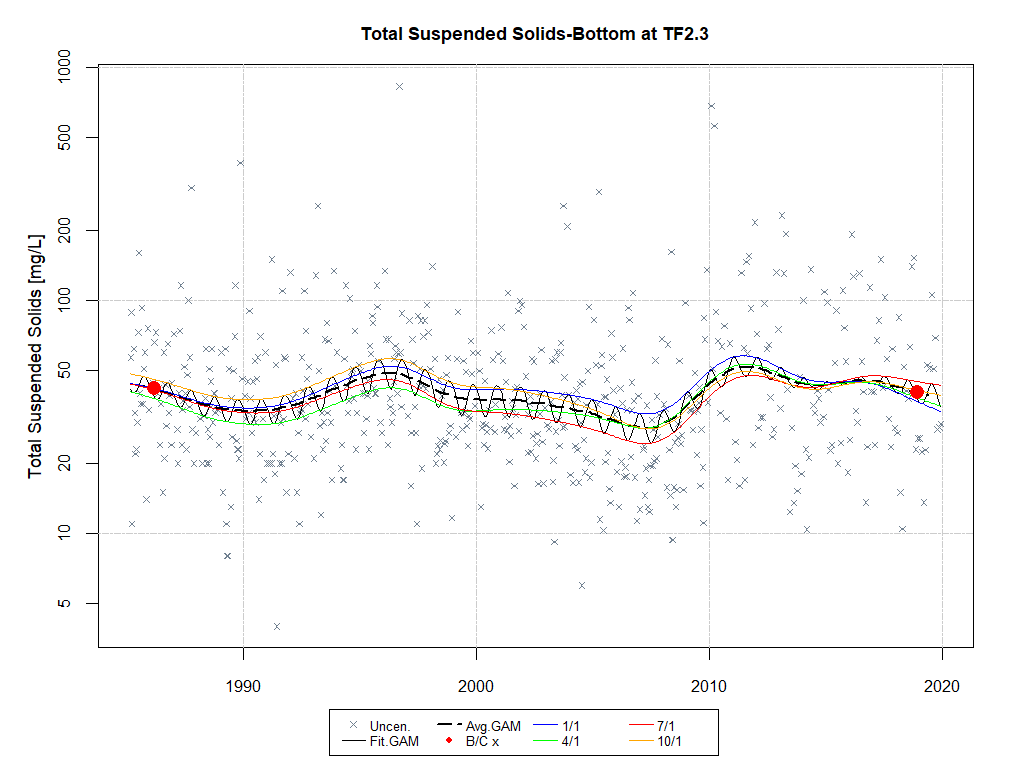 Total Suspended Solids-Bottom at TF2.3
Total Suspended Solids [mg/L]
1000
500
200
100
50
20
10
5
1990 2000 2010 2020
Uncen. Avg.GAM 1/1 7/1
Fit.GAM B/C x 4/1 10/1